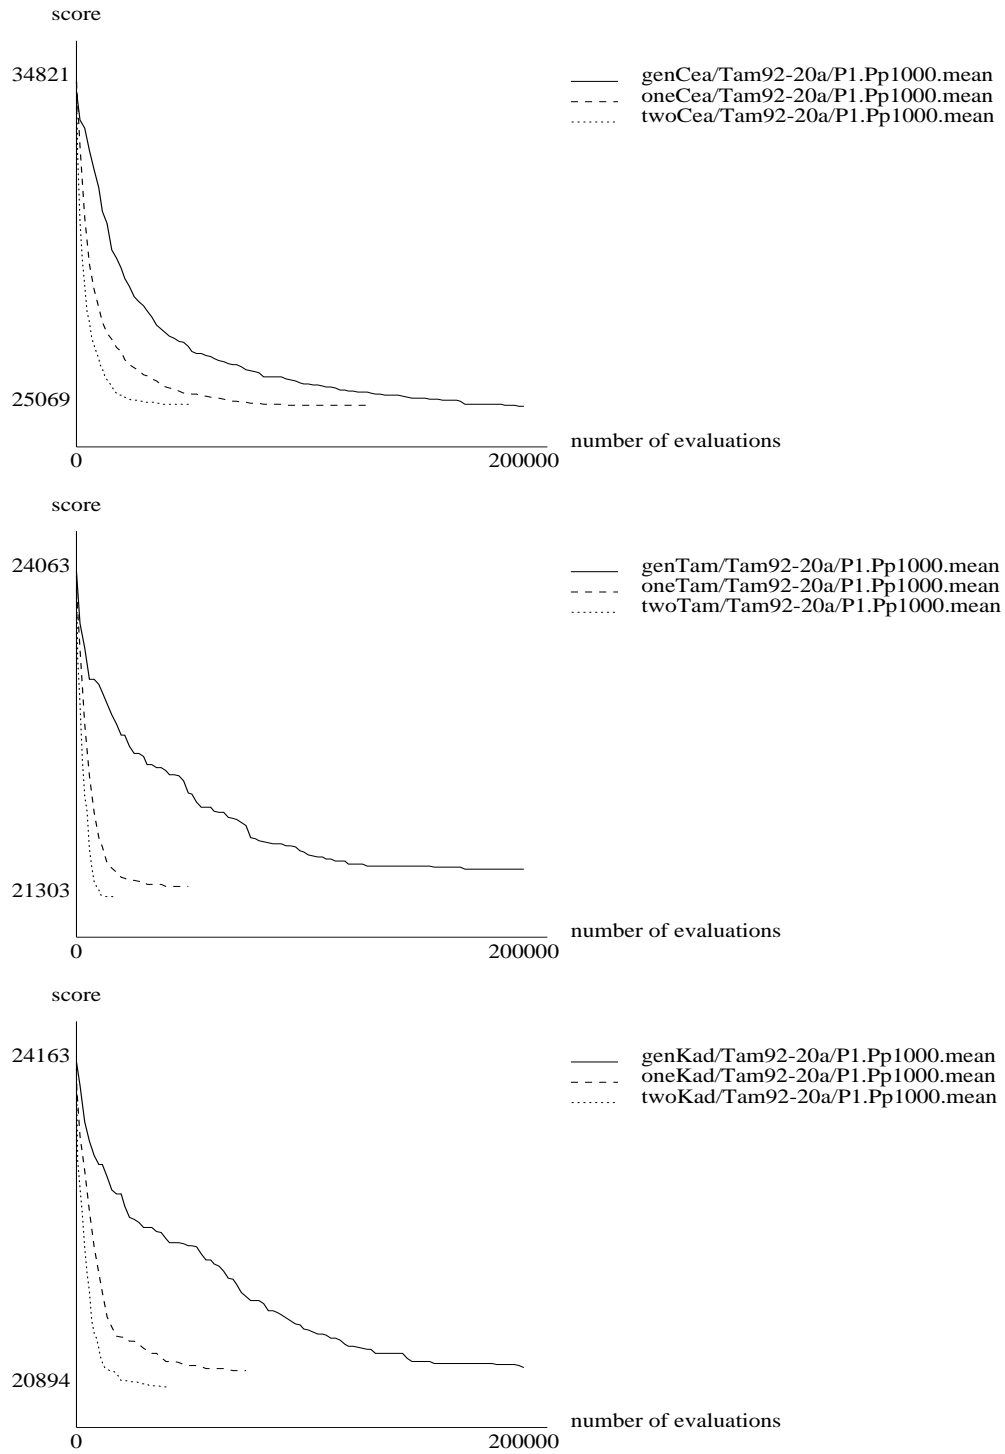 score
34821
genCea/Tam92-20a/P1.Pp1000.mean
oneCea/Tam92-20a/P1.Pp1000.mean
twoCea/Tam92-20a/P1.Pp1000.mean
25069
number of evaluations
0
200000
score
24063
genTam/Tam92-20a/P1.Pp1000.mean
oneTam/Tam92-20a/P1.Pp1000.mean
twoTam/Tam92-20a/P1.Pp1000.mean
21303
number of evaluations
0
200000
score
24163
genKad/Tam92-20a/P1.Pp1000.mean
oneKad/Tam92-20a/P1.Pp1000.mean
twoKad/Tam92-20a/P1.Pp1000.mean
20894
number of evaluations
0
200000